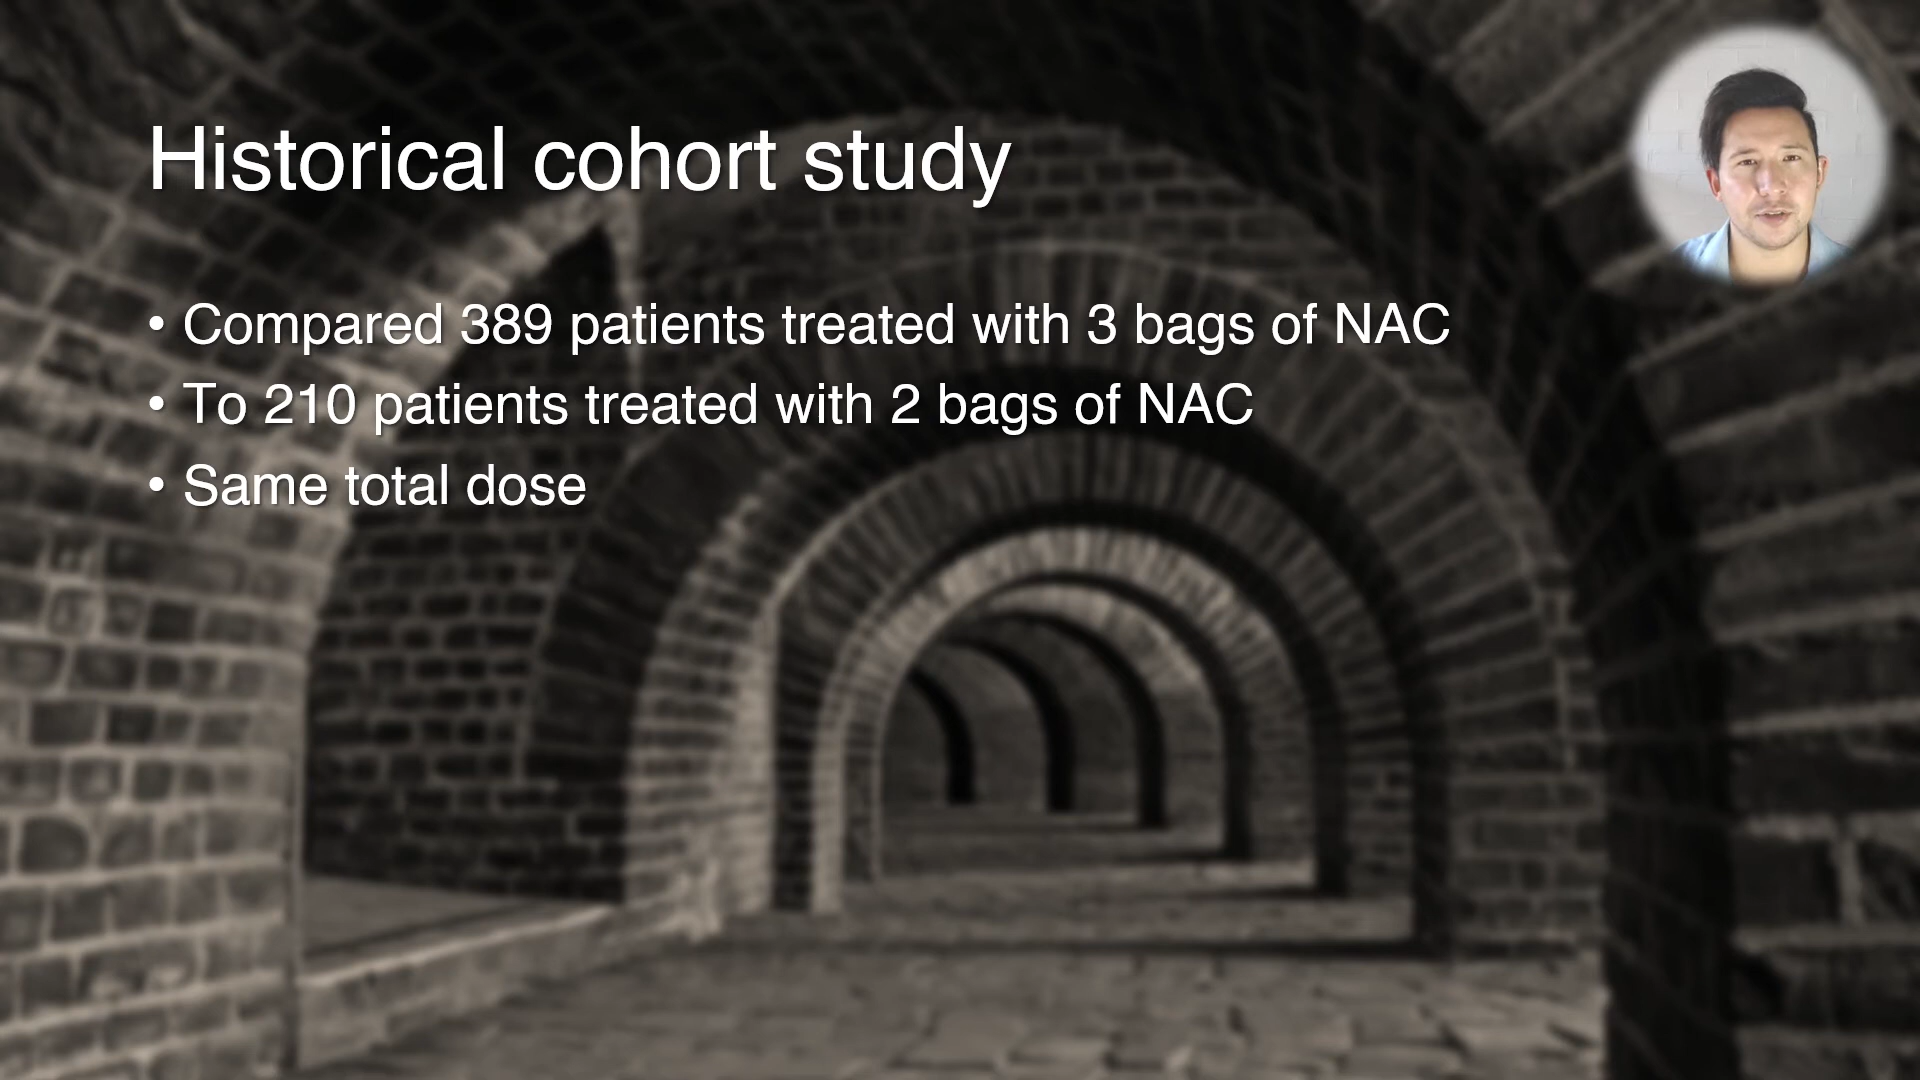 Historical cohort study
• Compared 389 patients treated with 3 bags of NAC
• To 210 patients treated with 2 bags of NAC
• Same total dose